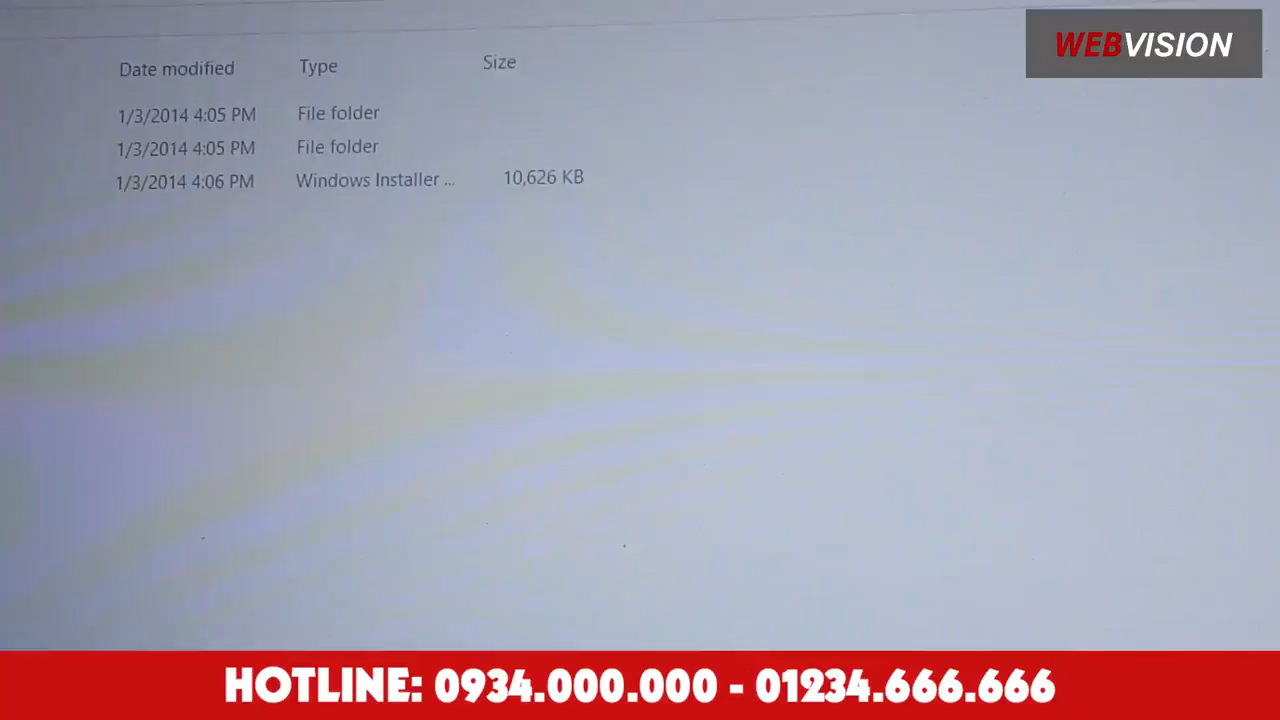 WEBVISION
Date modified Type Size
1/3/2014 4:05 PM File folder
1/3/2014 4:05 PM File folder
1/3/2014 4:06 PM Windows Installer ... 10,626 KB
HOTLINE: 0934.000.000 - 01234.666.666